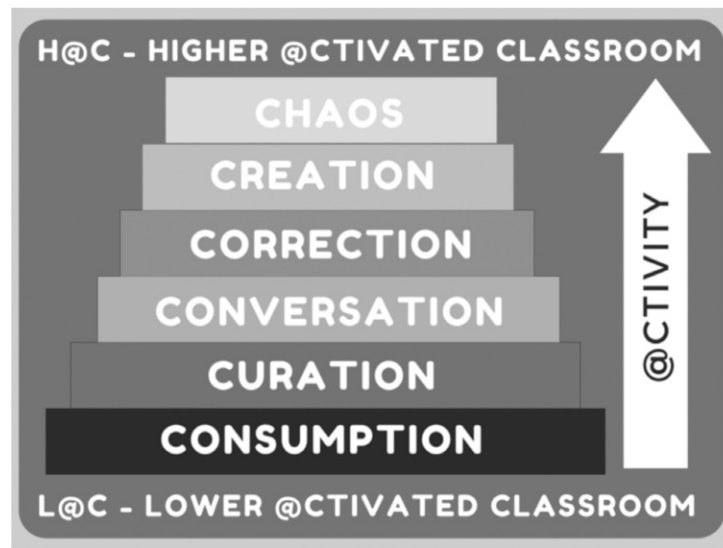 H@C - HIGHER @CTIVATED CLASSROOM
CHAOS
CREATION
CORRECTION
CONVERSATION
CURATION
CONSUMPTION
@CTIVITY
L@C - LOWER @CTIVATED CLASSROOM